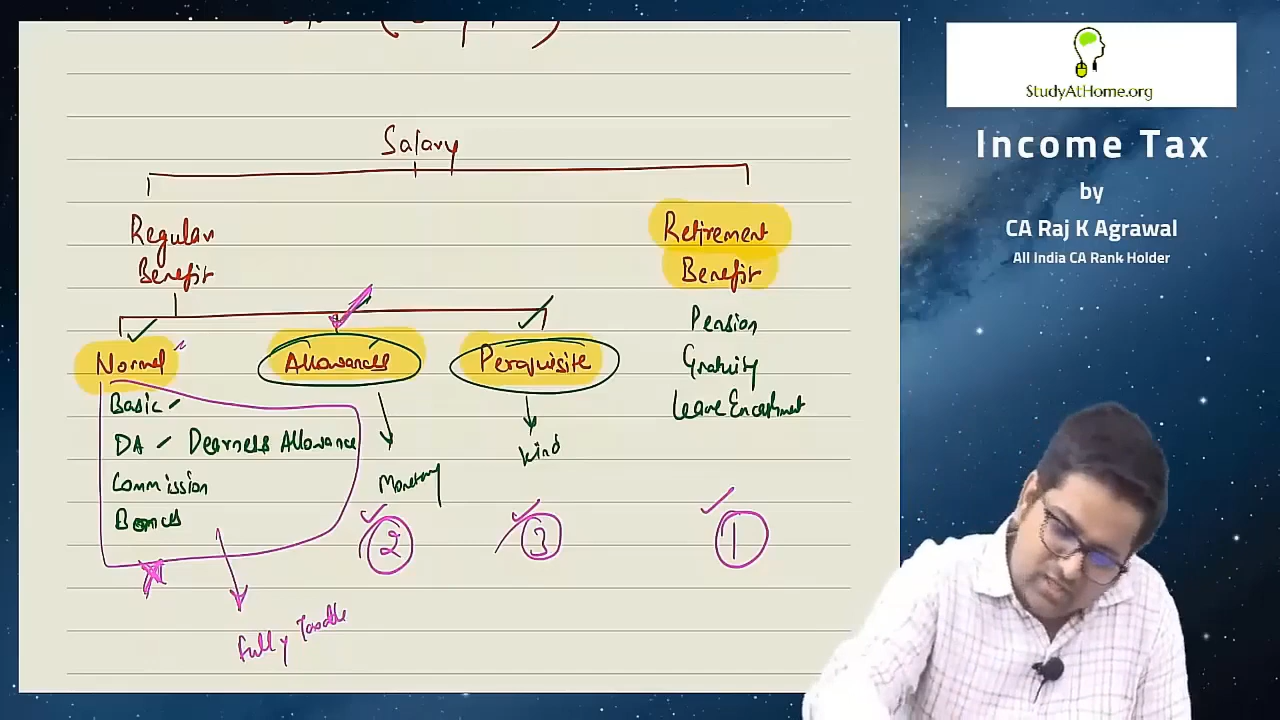 Salary
Regular
Benefit
Retirement
Benefit
Normal
Allowances
Perquisite
Pension
Gratuity
Leave Encashment
Basic
DA Dearness Allowance
Commission
Bonus
Monetary
Kind
2
3
1
Fully Taxable
StudyAtHome.org
Income Tax
by
CA Raj K Agrawal
All India CA Rank Holder